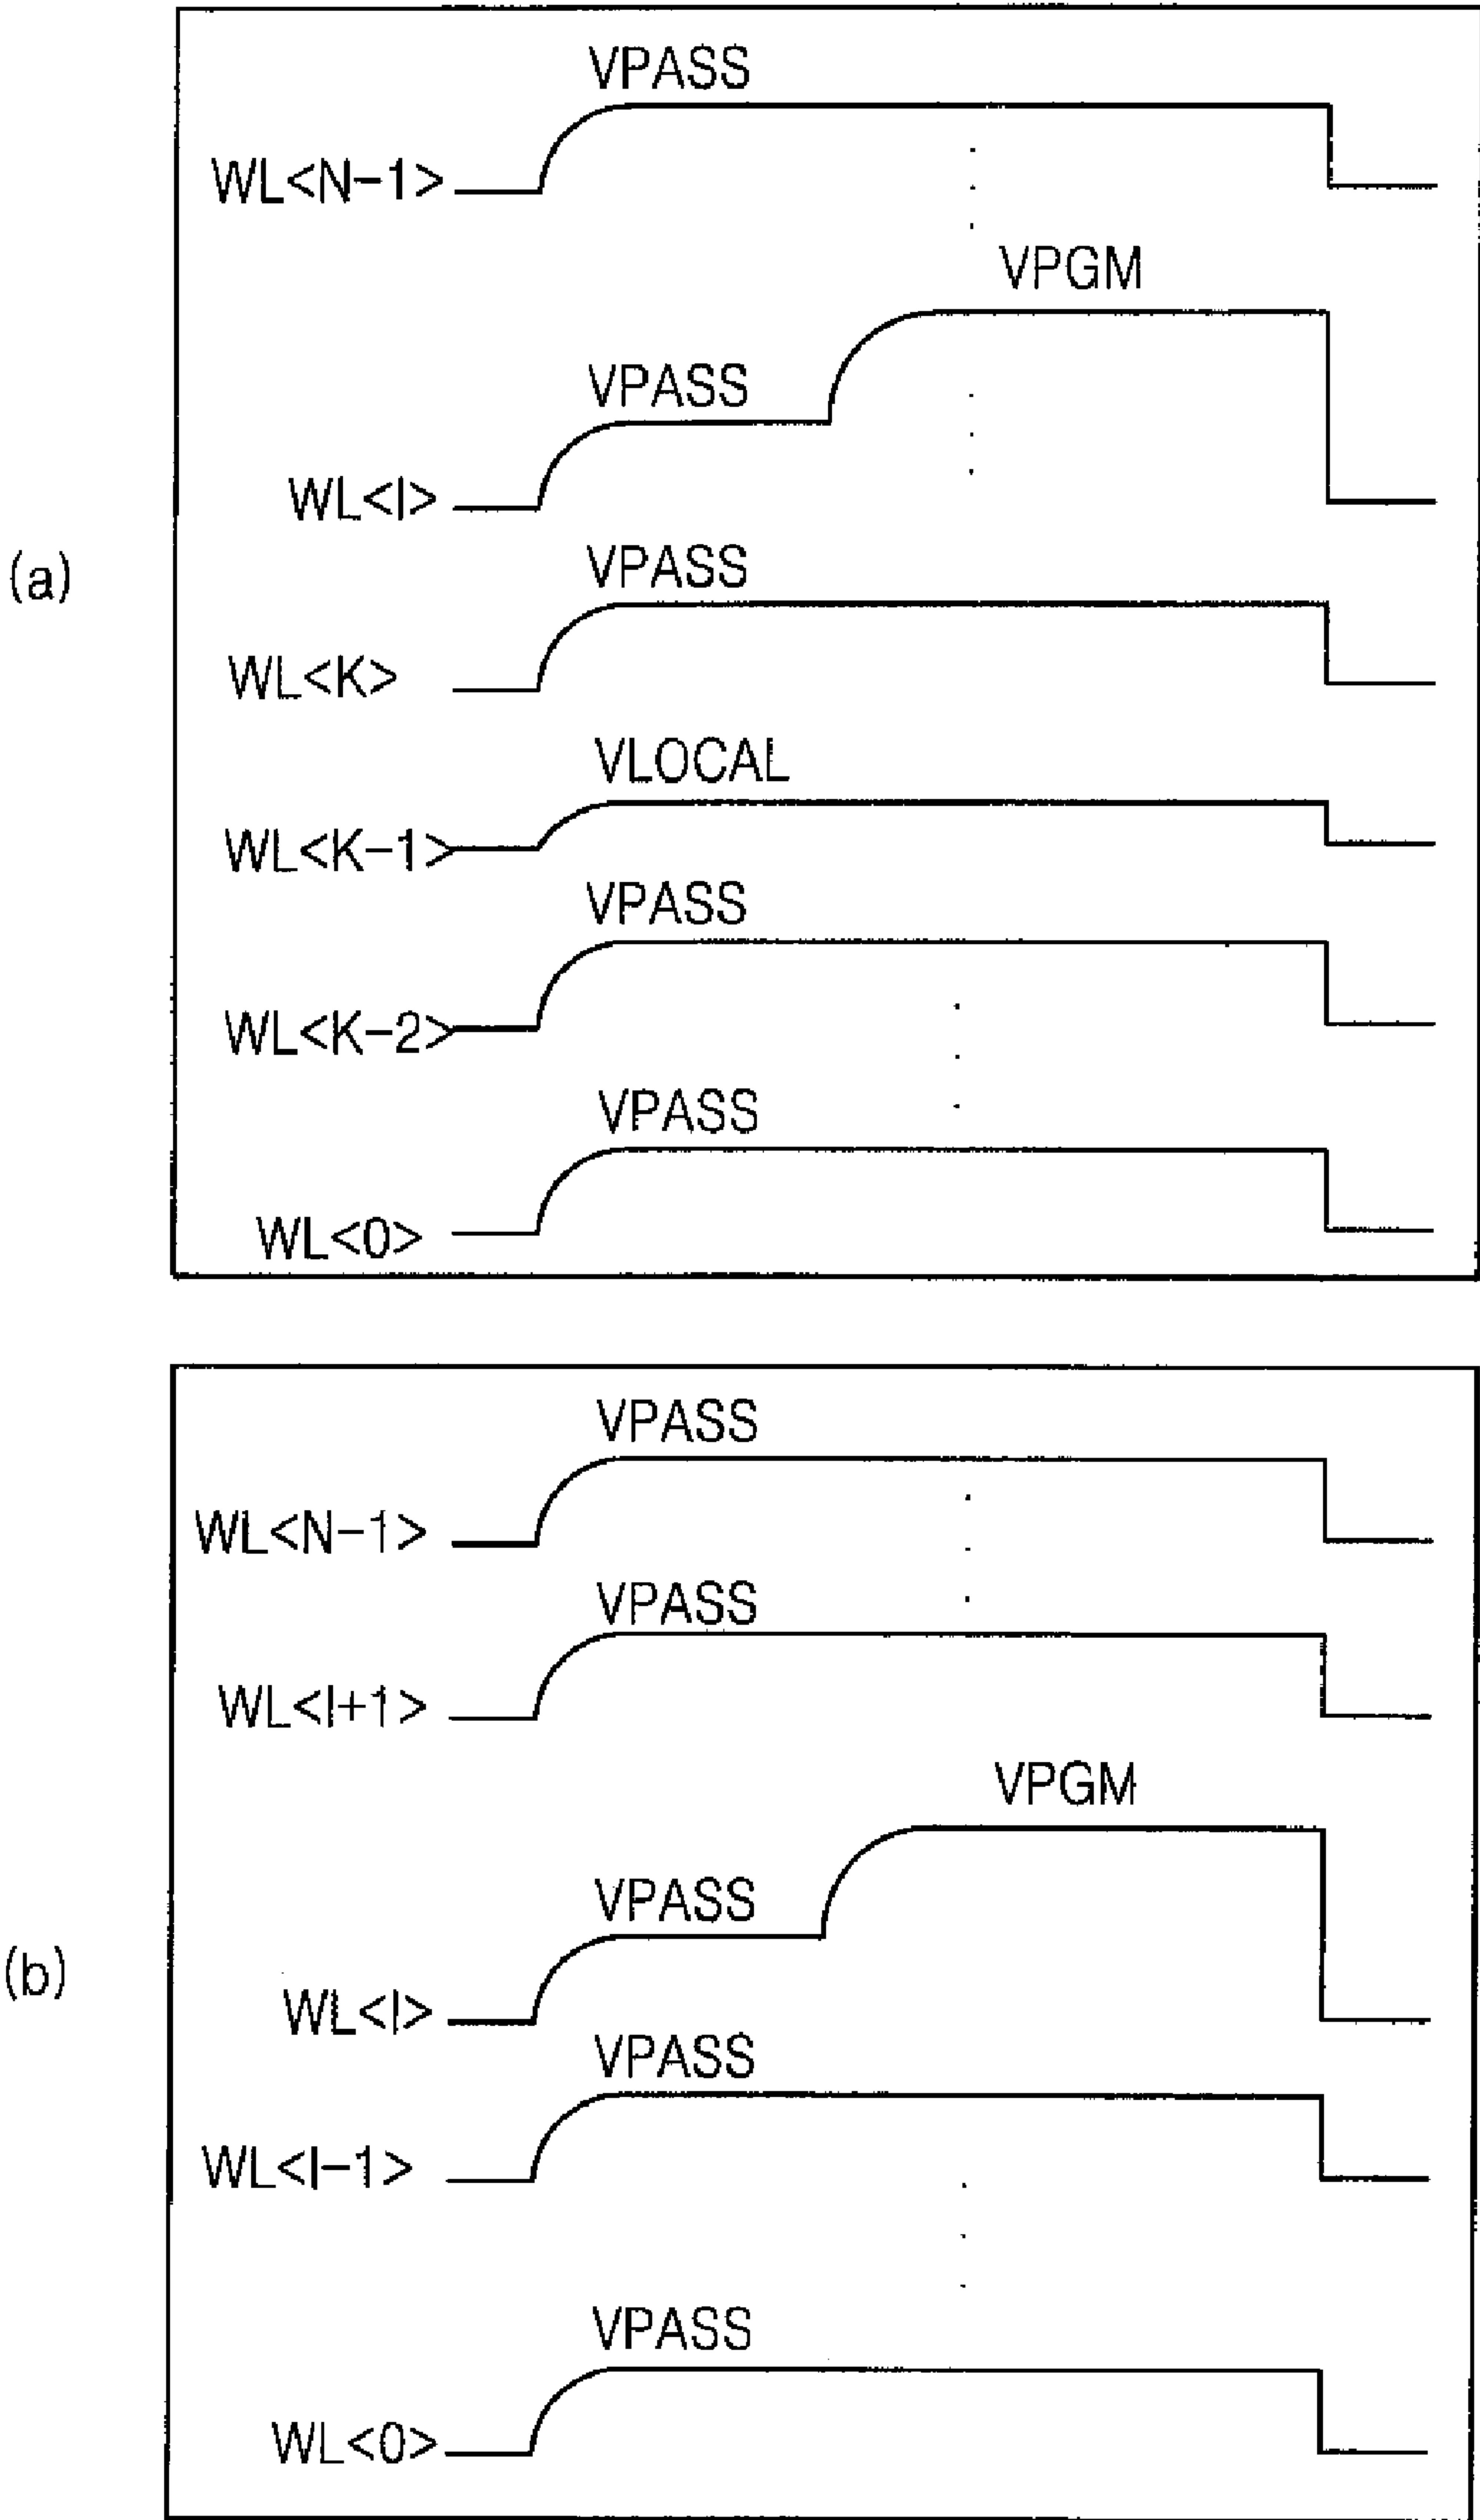 VPASS
WL<N-1>
VPGM
VPASS
WL<I>
(a)
VPASS
WL<K>
VLOCAL
WL<K-1>
VPASS
WL<K-2>
VPASS
WL<0>
VPASS
WL<N-1>
VPASS
WL<I+1>
VPGM
VPASS
(b)
WL<I>
VPASS
WL<I-1>
VPASS
WL<0>